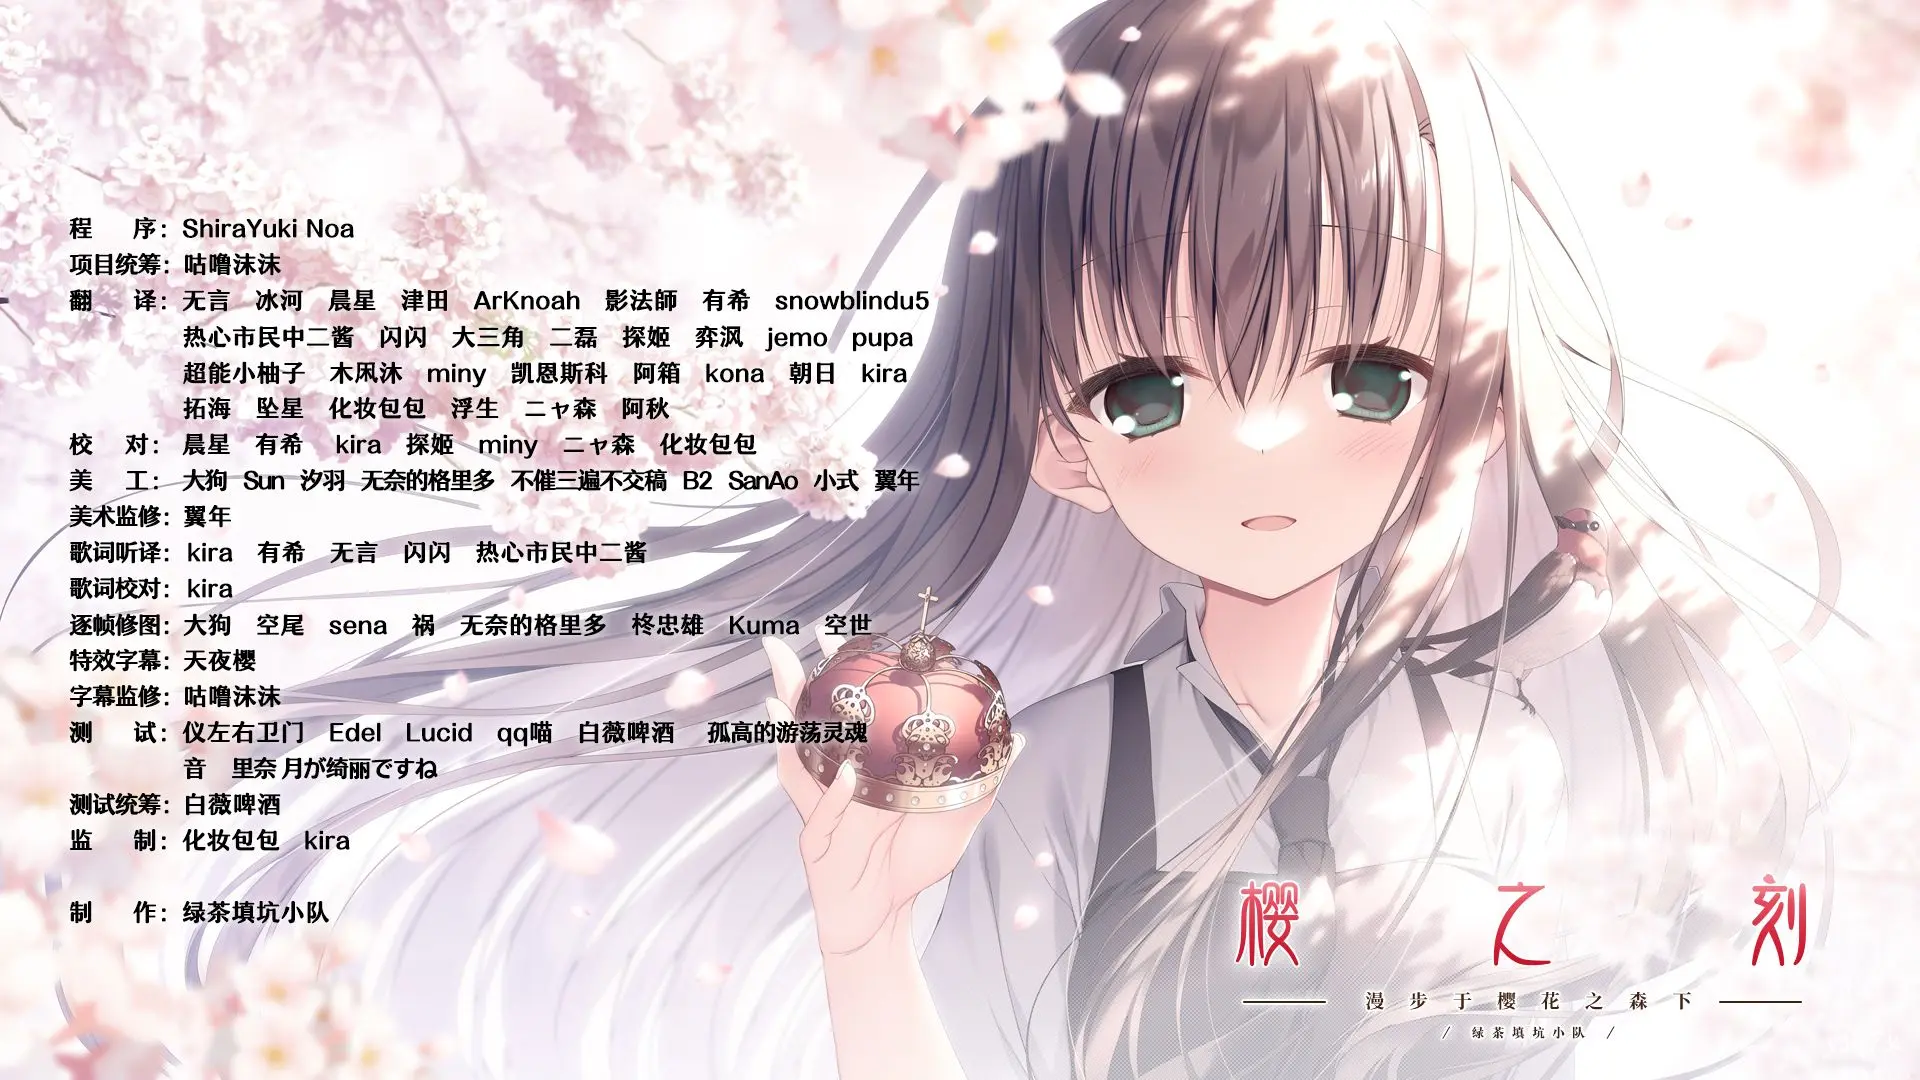 程 序：ShiraYuki Noa
项目统筹：咕噜沫沫
翻 译：无言 冰河 晨星 津田 ArKnoah 影法師 有希 snowblindu5
热心市民中二酱 闪闪 大三角 二磊 探姬 弈沨 jemo pupa
超能小柚子 木凩沐 miny 凯恩斯科 阿箱 kona 朝日 kira
拓海 坠星 化妆包包 浮生 二ャ森 阿秋
校 对：晨星 有希 kira 探姬 miny 二ャ森 化妆包包
美 工：大狗 Sun 汐羽 无奈的格里多 不催三遍不交稿 B2 SanAo 小式 翼年
美术监修：翼年
歌词听译：kira 有希 无言 闪闪 热心市民中二酱
歌词校对：kira
逐帧修图：大狗 空尾 sena 祸 无奈的格里多 柊忠雄 Kuma 空世
特效字幕：天夜樱
字幕监修：咕噜沫沫
测 试：仪左右卫门 Edel Lucid qq喵 白薇啤酒 孤高的游荡灵魂
音 里奈 月が绮丽ですね
测试统筹：白薇啤酒
监 制：化妆包包 kira
制 作：绿茶填坑小队
樱之刻
漫步于樱花之森下
/ 绿茶填坑小队 /